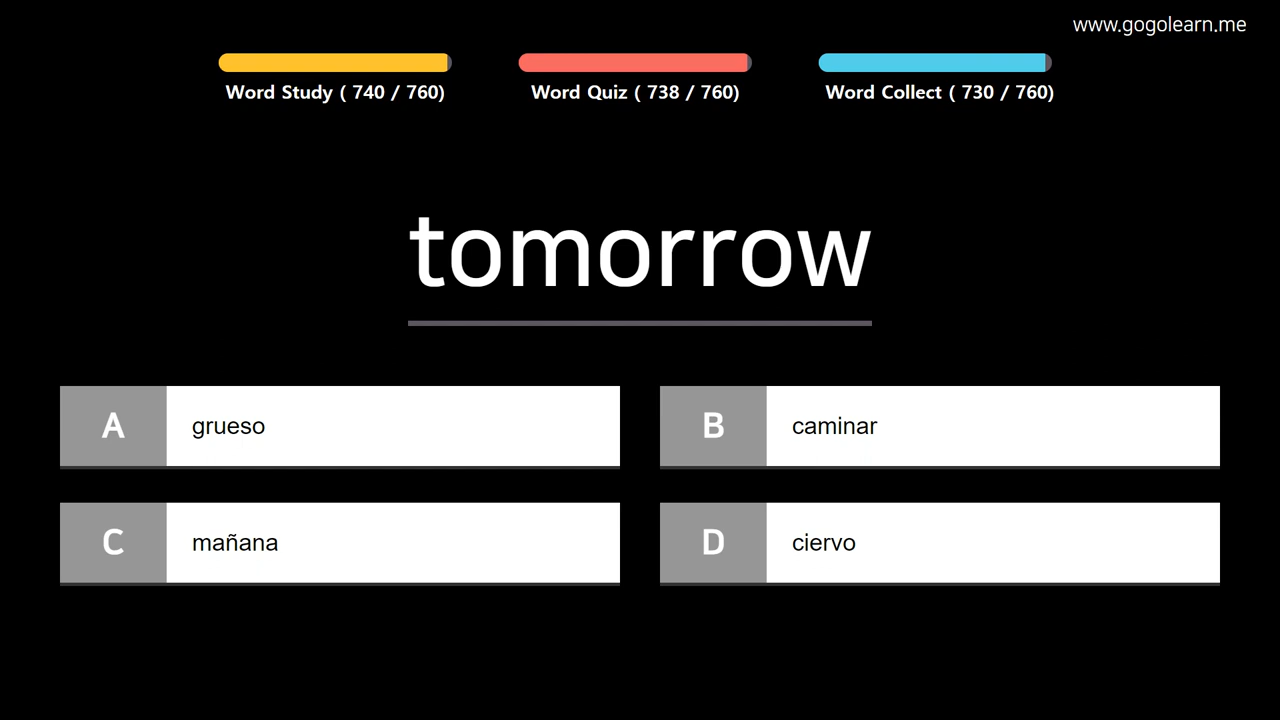 www.gogolearn.me
Word Study ( 740 / 760)
Word Quiz ( 738 / 760)
Word Collect ( 730 / 760)
tomorrow
A grueso
B caminar
C mañana
D ciervo